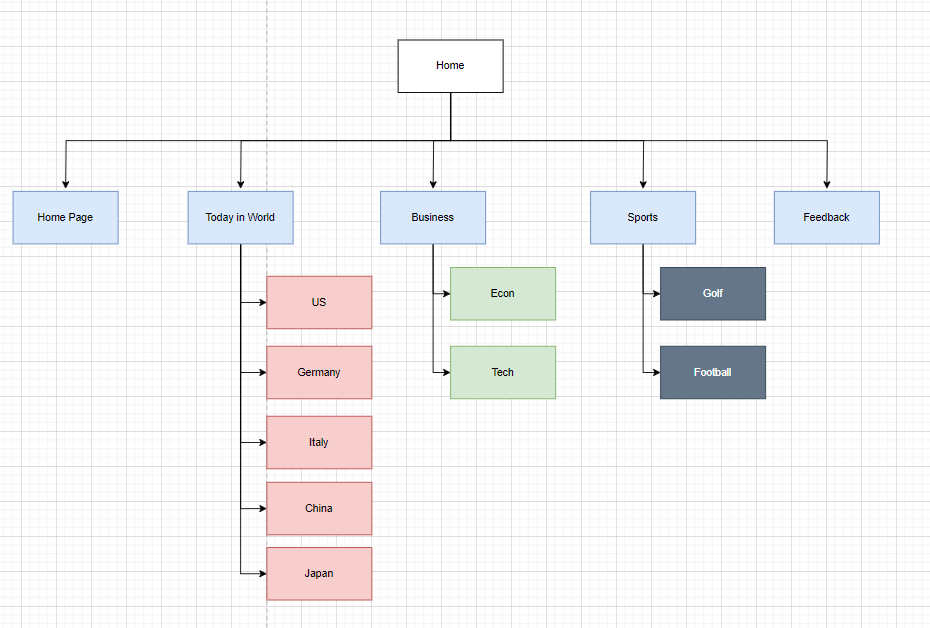 Home
Home Page
Today in World
Business
Sports
Feedback
US
Germany
Italy
China
Japan
Econ
Tech
Golf
Football